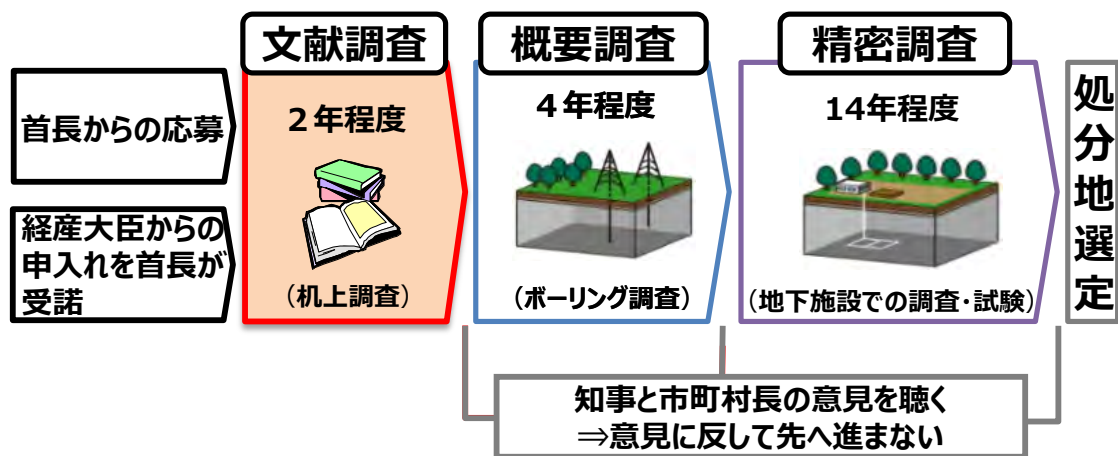 文献調査
概要調査
精密調査
首長からの応募
経産大臣からの
申入れを首長が
受諾
２年程度
（机上調査）
４年程度
（ボーリング調査）
14年程度
（地下施設での調査・試験）
処分地選定
知事と市町村長の意見を聴く
⇒意見に反して先へ進まない